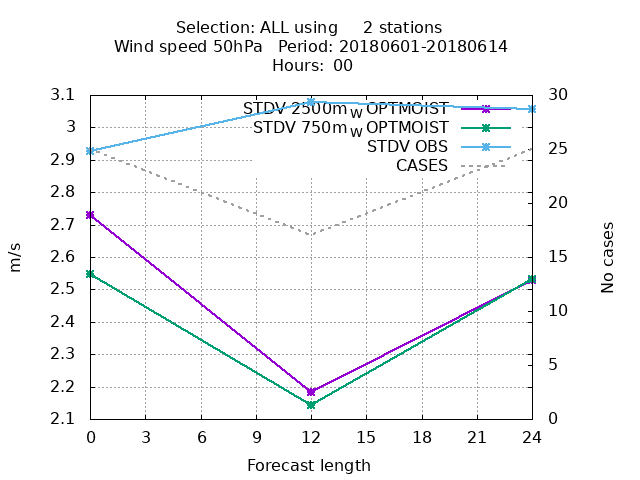 Selection: ALL using 2 stations
Wind speed 50hPa Period: 20180601-20180614
Hours: 00
3.1
3
2.9
2.8
2.7
2.6
2.5
2.4
2.3
2.2
2.1
m/s
STDV 2500m_W OPTMOIST
STDV 750m_W OPTMOIST
STDV OBS
CASES
30
25
20
15
10
5
0
No cases
0 3 6 9 12 15 18 21 24
Forecast length